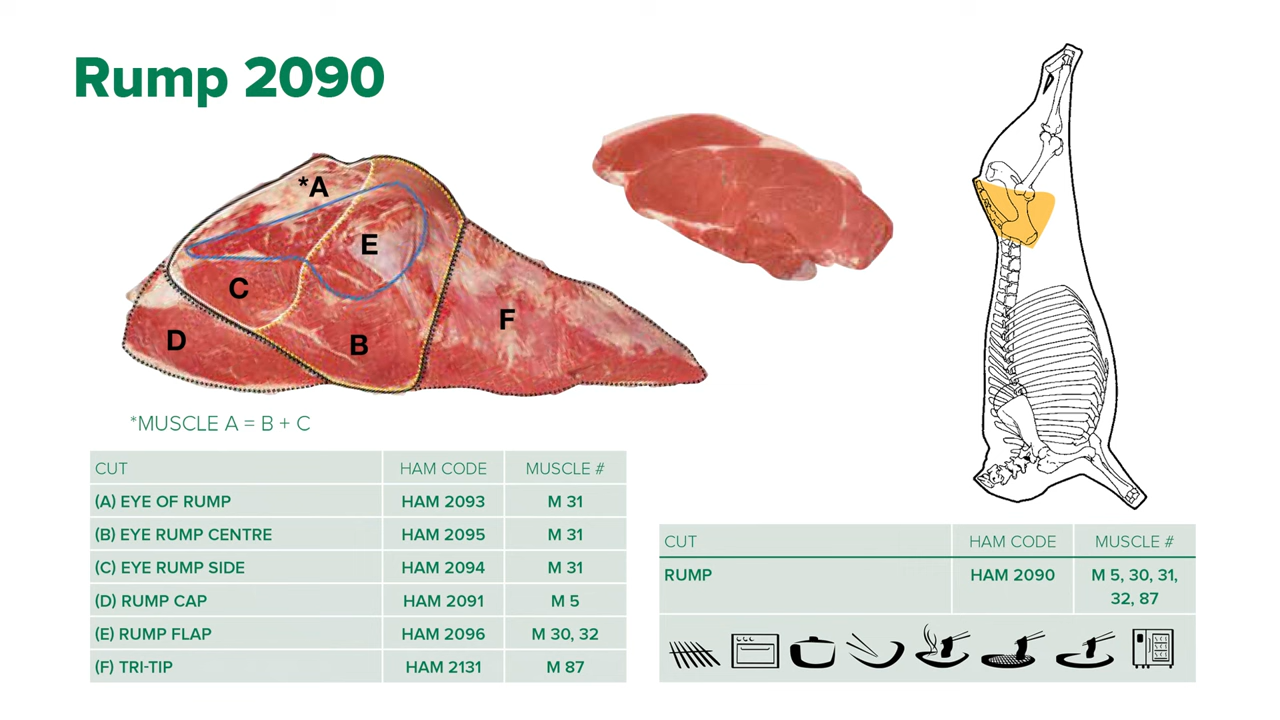 Rump 2090
*A
E
C
F
D
B
*MUSCLE A = B + C
CUT HAM CODE MUSCLE #
(A) EYE OF RUMP HAM 2093 M 31
(B) EYE RUMP CENTRE HAM 2095 M 31
(C) EYE RUMP SIDE HAM 2094 M 31
(D) RUMP CAP HAM 2091 M 5
(E) RUMP FLAP HAM 2096 M 30, 32
(F) TRI-TIP HAM 2131 M 87
CUT HAM CODE MUSCLE #
RUMP HAM 2090 M 5, 30, 31,
32, 87